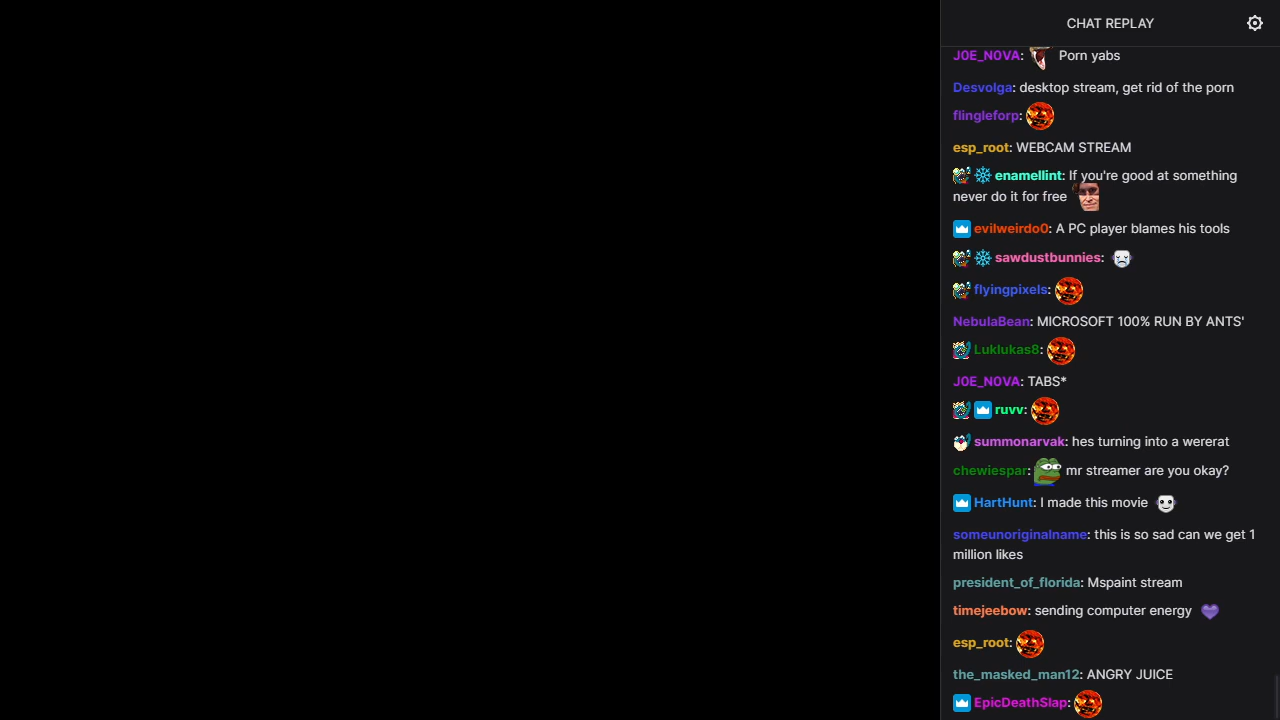 CHAT REPLAY
J0E_N0VA: Porn yabs
Desvolga: desktop stream, get rid of the porn
flingleforp:
esp_root: WEBCAM STREAM
enamellint: If you're good at something
never do it for free
evilweirdo0: A PC player blames his tools
sawdustbunnies:
flyingpixels:
NebulaBean: MICROSOFT 100% RUN BY ANTS'
Luklukas8:
J0E_N0VA: TABS*
ruvv:
summonarvak: hes turning into a wererat
chewiespar: mr streamer are you okay?
HartHunt: I made this movie
someunoriginalname: this is so sad can we get 1
million likes
president_of_florida: Mspaint stream
timejeebow: sending computer energy
esp_root:
the_masked_man12: ANGRY JUICE
EpicDeathSlap: